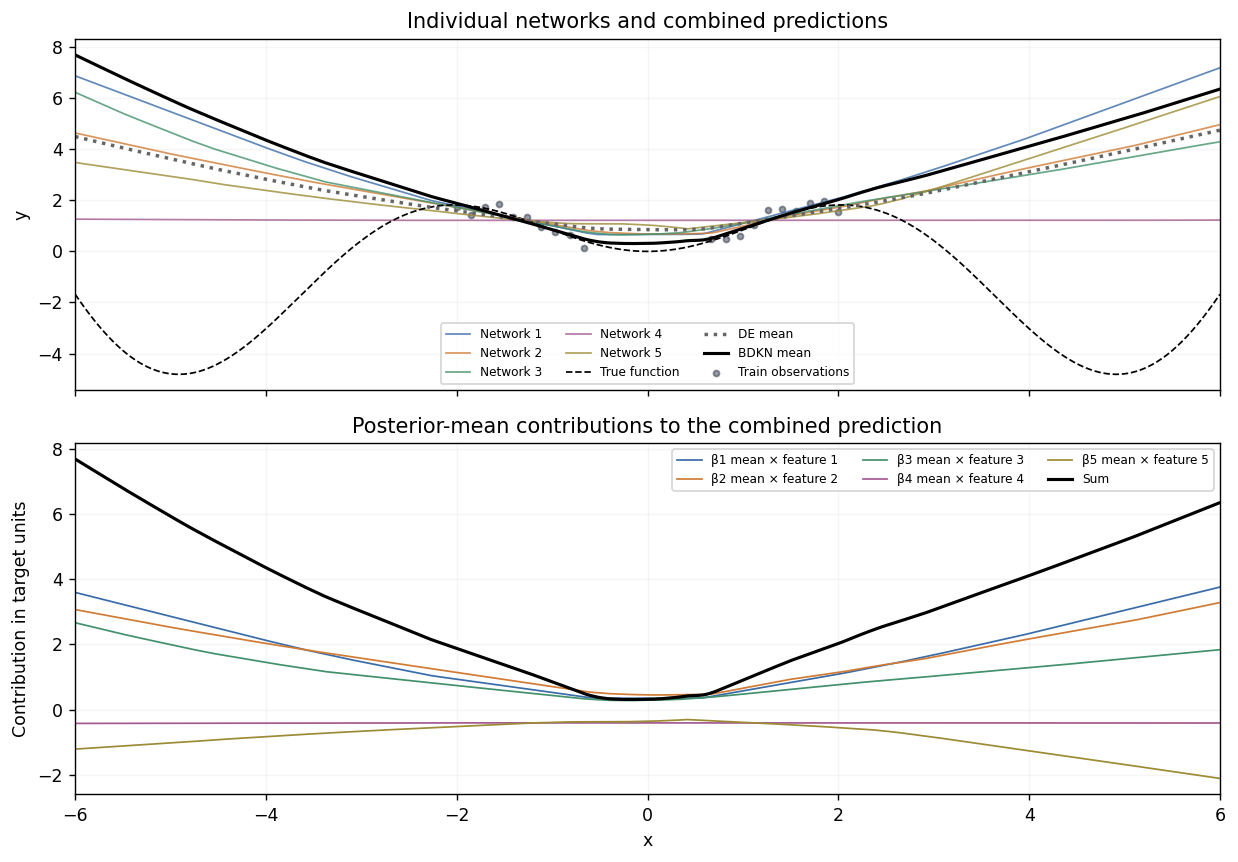 Individual networks and combined predictions
8
6
4
2
0
−2
−4
y
Network 1
Network 2
Network 3
Network 4
Network 5
True function
DE mean
BDKN mean
Train observations
Posterior-mean contributions to the combined prediction
8
6
4
2
0
−2
Contribution in target units
β1 mean × feature 1
β2 mean × feature 2
β3 mean × feature 3
β4 mean × feature 4
β5 mean × feature 5
Sum
−6 −4 −2 0 2 4 6
x